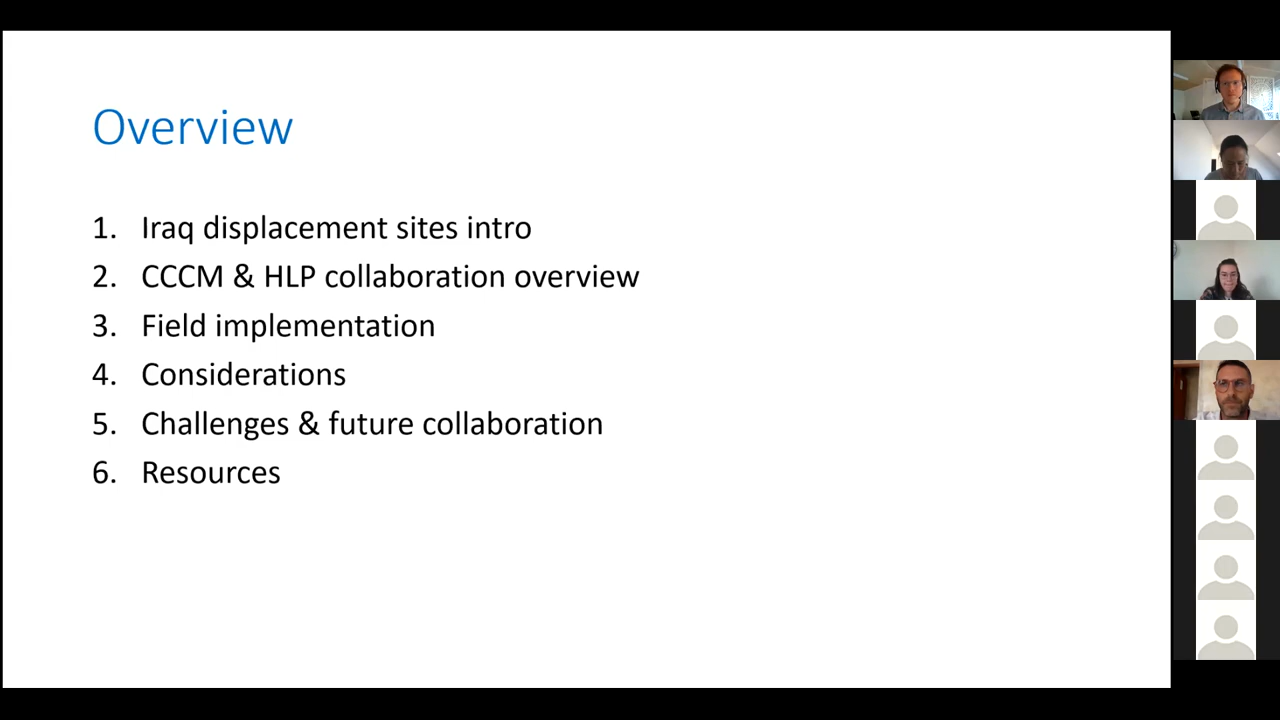 Overview
1. Iraq displacement sites intro
2. CCCM & HLP collaboration overview
3. Field implementation
4. Considerations
5. Challenges & future collaboration
6. Resources